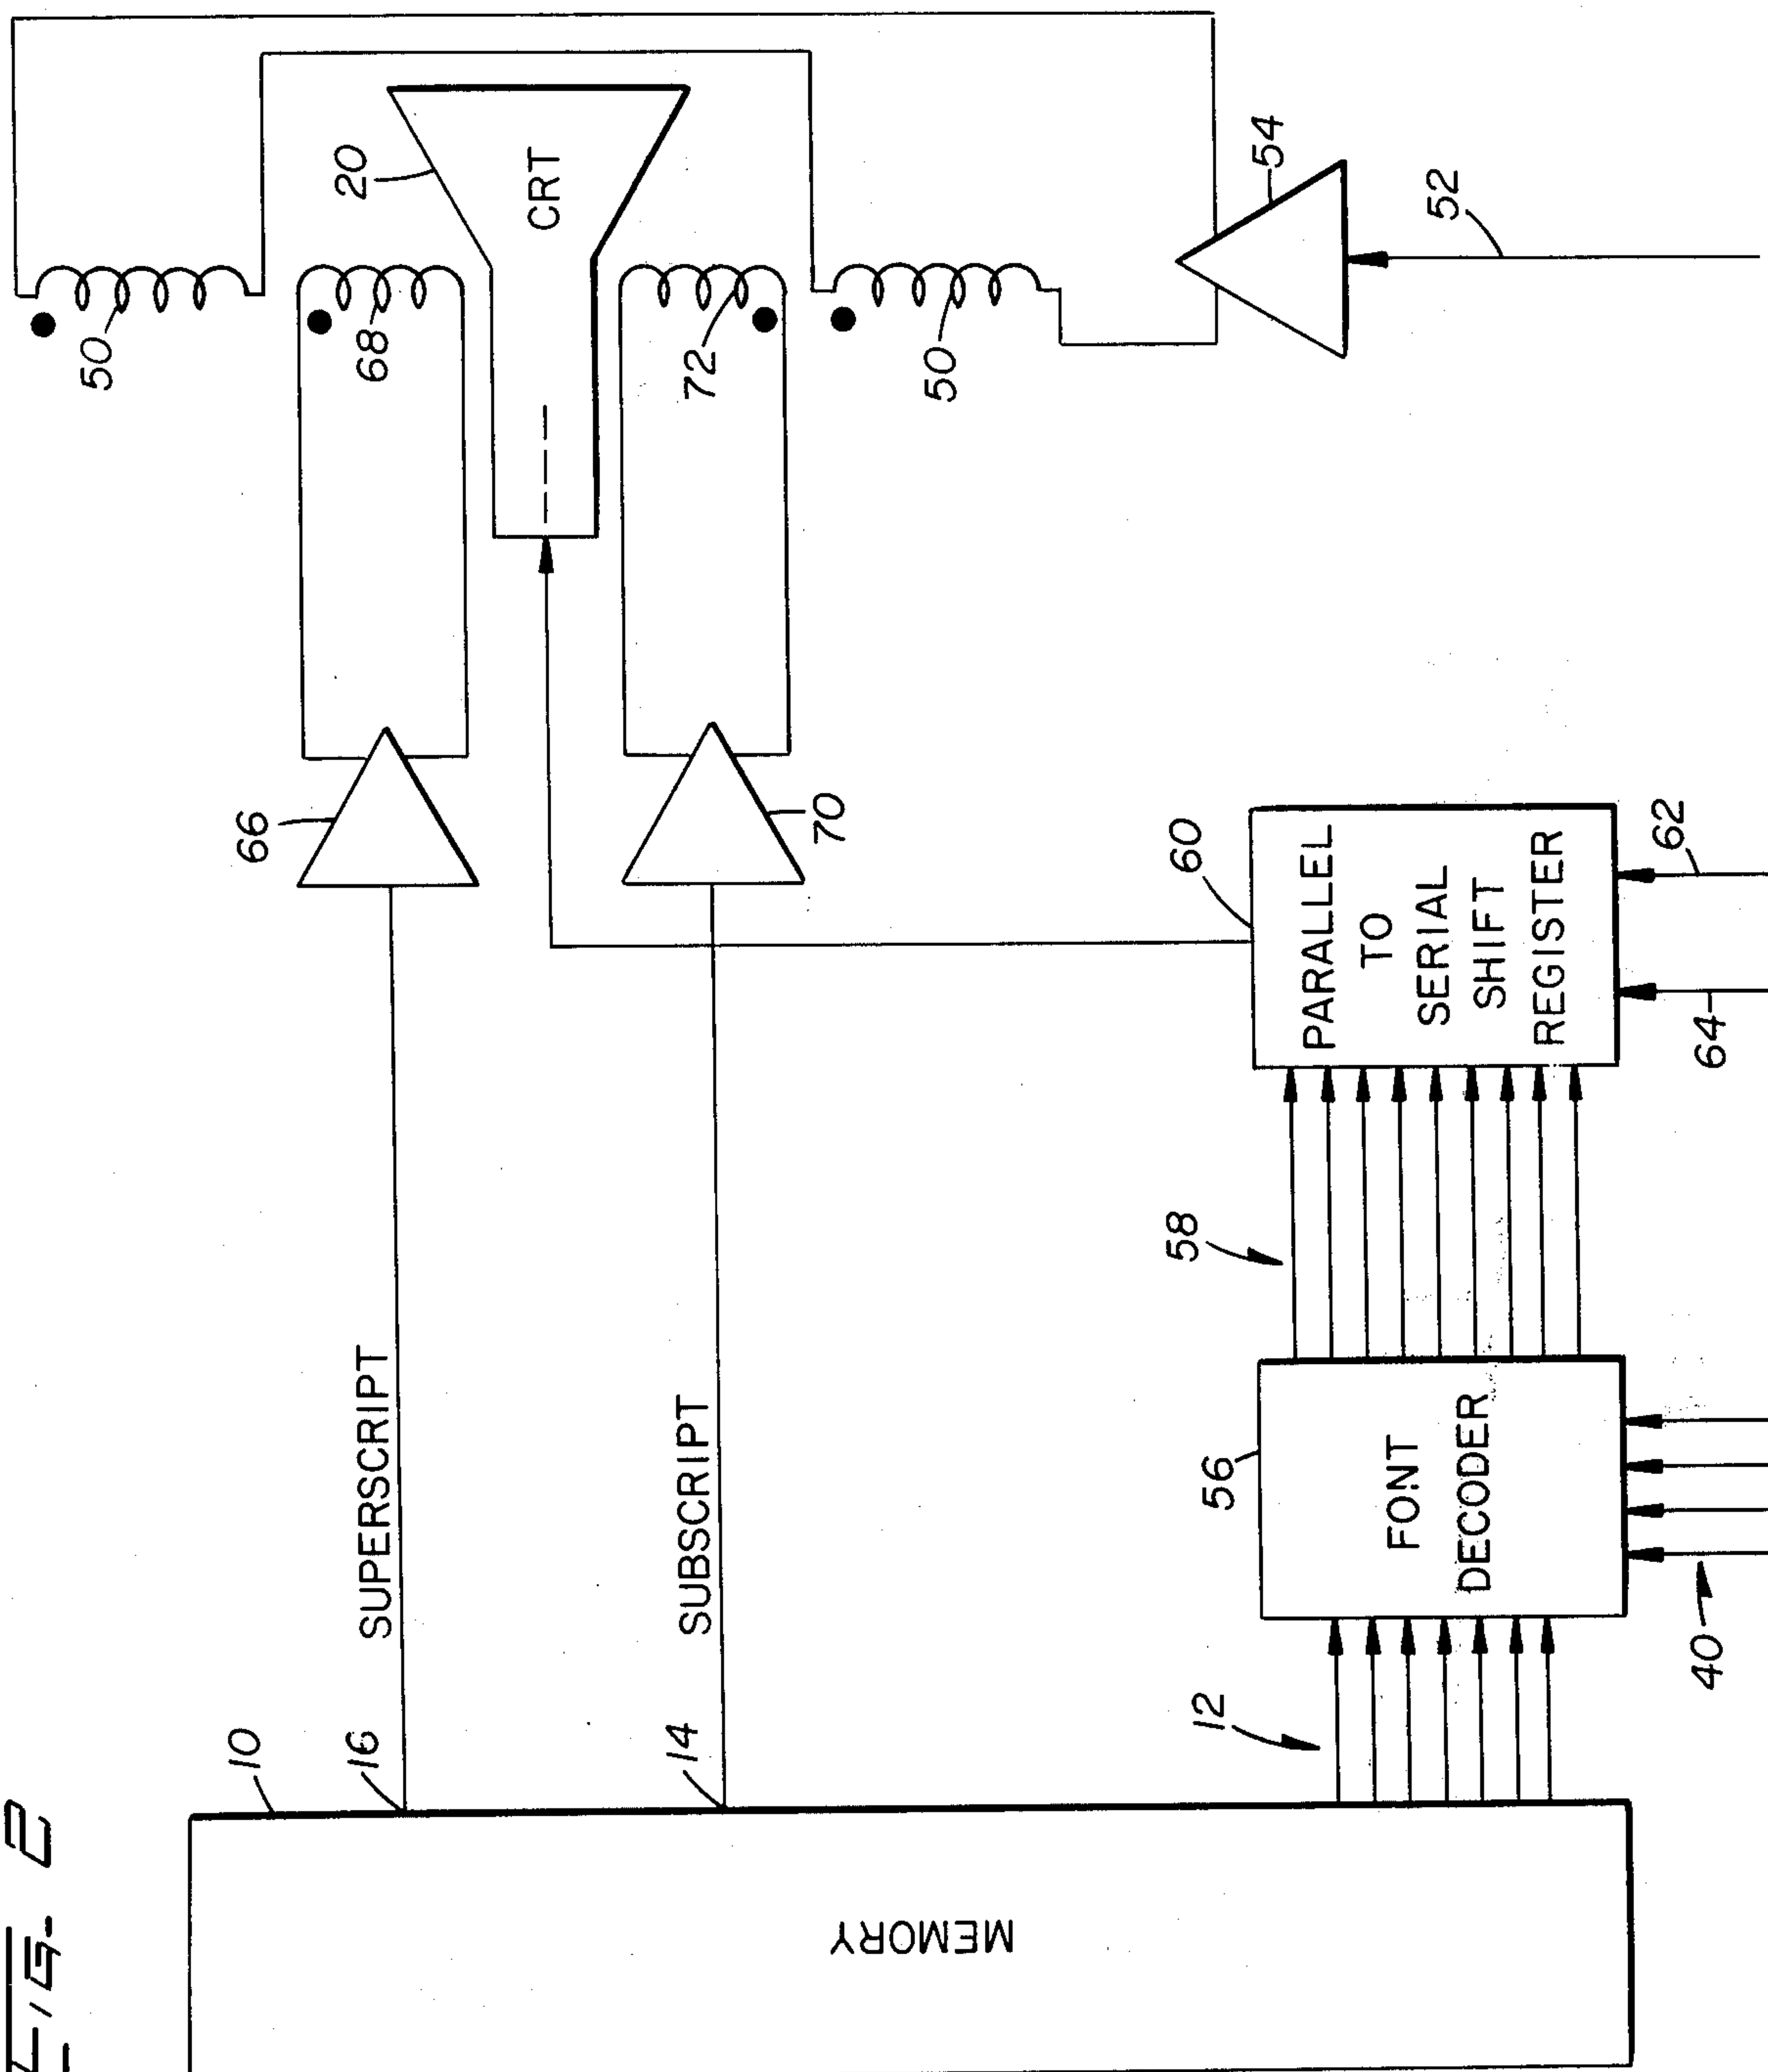 FIG. 2
10
MEMORY
16
SUPERSCRIPT
14
SUBSCRIPT
66
70
68
72
50
50
20
CRT
54
52
12
56
FONT
DECODER
40
58
60
PARALLEL
TO
SERIAL
SHIFT
REGISTER
64
62